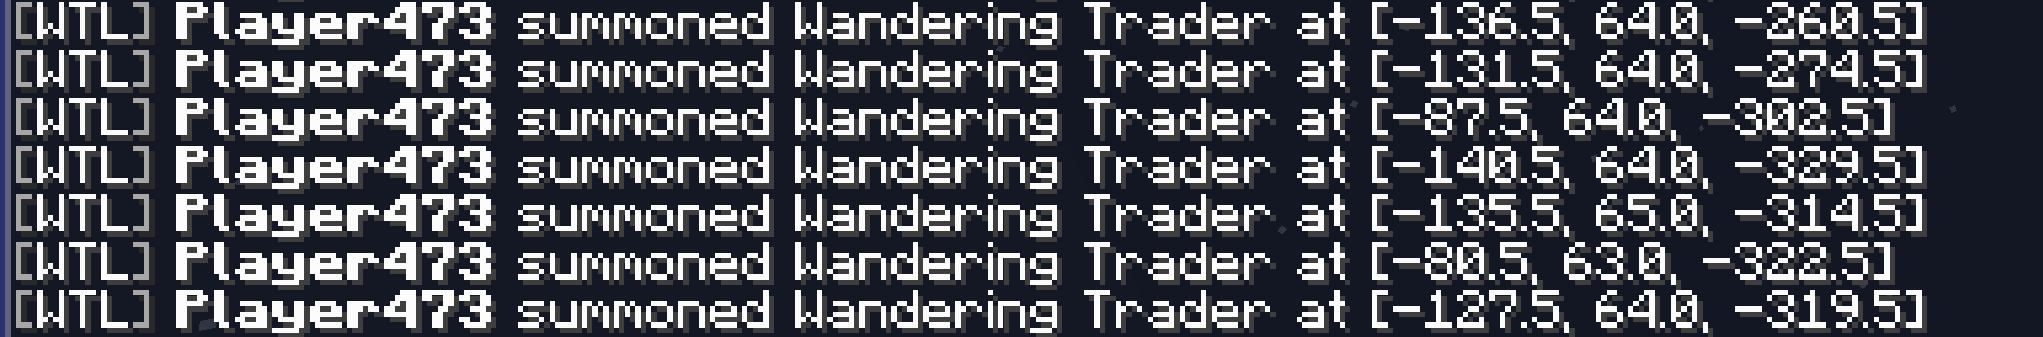 [WTL] Player473 summoned Wandering Trader at [-136.5, 64.0, -260.5]
[WTL] Player473 summoned Wandering Trader at [-131.5, 64.0, -274.5]
[WTL] Player473 summoned Wandering Trader at [-87.5, 64.0, -302.5]
[WTL] Player473 summoned Wandering Trader at [-140.5, 64.0, -329.5]
[WTL] Player473 summoned Wandering Trader at [-135.5, 65.0, -314.5]
[WTL] Player473 summoned Wandering Trader at [-80.5, 63.0, -322.5]
[WTL] Player473 summoned Wandering Trader at [-127.5, 64.0, -319.5]